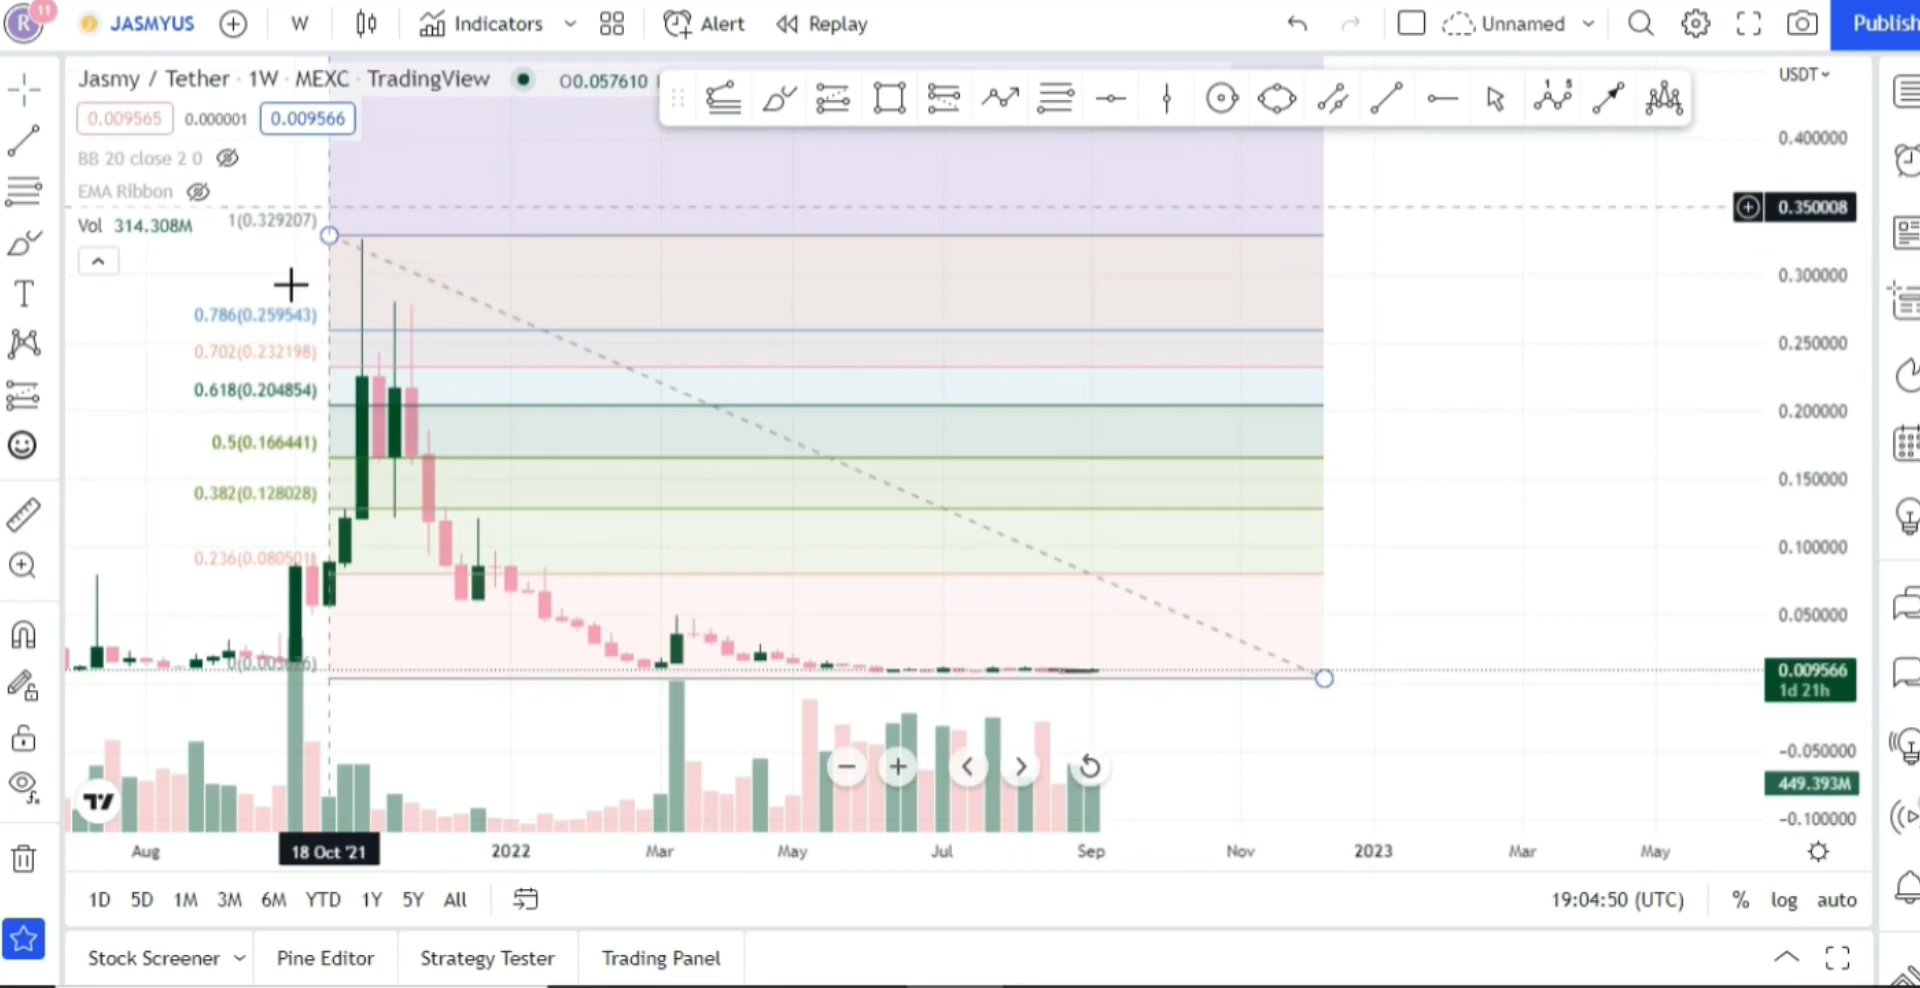 R 11 JASMYUS W Indicators Alert Replay Unnamed Publish
Jasmy / Tether · 1W · MEXC · TradingView O0.057610
USDT
0.009565 0.000001 0.009566
BB 20 close 2 0
EMA Ribbon
Vol 314.308M
1(0.329207)
0.786(0.259543)
0.702(0.232198)
0.618(0.204854)
0.5(0.166441)
0.382(0.128028)
0.236(0.080501)
0.400000
0.350008
0.300000
0.250000
0.200000
0.150000
0.100000
0.050000
0.009566
1d 21h
-0.050000
449.393M
-0.100000
Aug 18 Oct '21 2022 Mar May Jul Sep Nov 2023 Mar May
1D 5D 1M 3M 6M YTD 1Y 5Y All 19:04:50 (UTC) % log auto
Stock Screener Pine Editor Strategy Tester Trading Panel